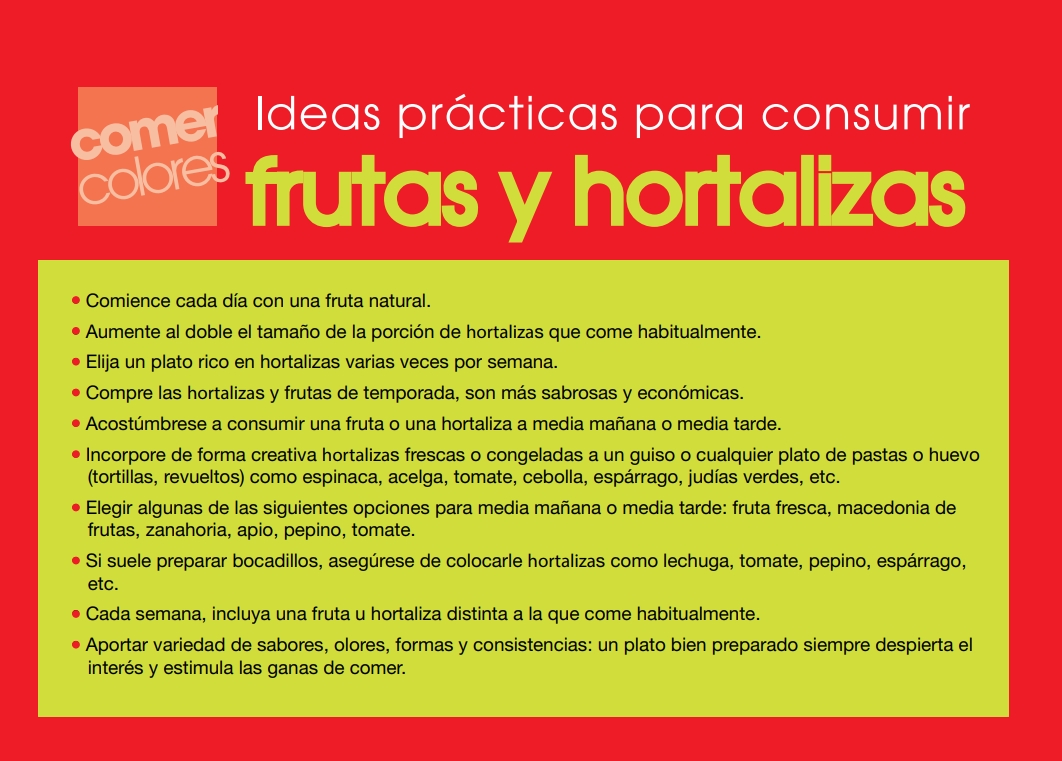 comer
colores
Ideas prácticas para consumir
frutas y hortalizas
• Comience cada día con una fruta natural.
• Aumente al doble el tamaño de la porción de hortalizas que come habitualmente.
• Elija un plato rico en hortalizas varias veces por semana.
• Compre las hortalizas y frutas de temporada, son más sabrosas y económicas.
• Acostúmbrese a consumir una fruta o una hortaliza a media mañana o media tarde.
• Incorpore de forma creativa hortalizas frescas o congeladas a un guiso o cualquier plato de pastas o huevo
(tortillas, revueltos) como espinaca, acelga, tomate, cebolla, espárrago, judías verdes, etc.
• Elegir algunas de las siguientes opciones para media mañana o media tarde: fruta fresca, macedonia de
frutas, zanahoria, apio, pepino, tomate.
• Si suele preparar bocadillos, asegúrese de colocarle hortalizas como lechuga, tomate, pepino, espárrago,
etc.
• Cada semana, incluya una fruta u hortaliza distinta a la que come habitualmente.
• Aportar variedad de sabores, olores, formas y consistencias: un plato bien preparado siempre despierta el
interés y estimula las ganas de comer.